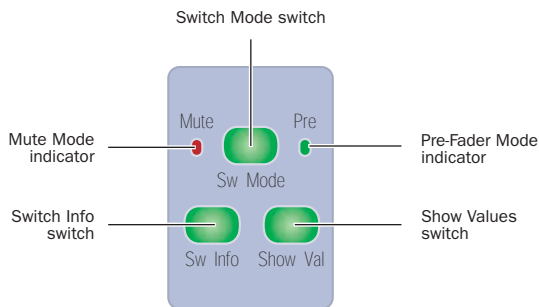 Switch Mode switch
Mute
Pre
Mute Mode
indicator
Pre-Fader Mode
indicator
Sw Mode
Switch Info
switch
Show Values
switch
Sw Info
Show Val